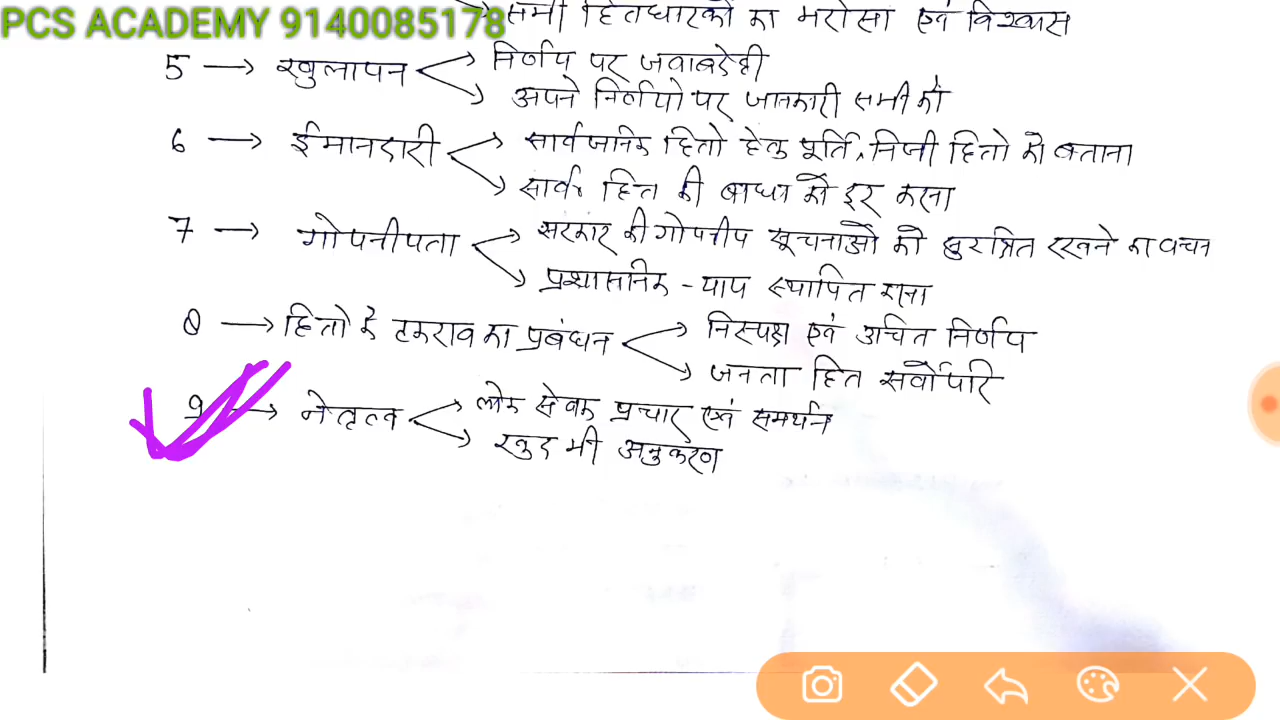 PCS ACADEMY 9140085178
सभी हितधारकों का भरोसा एवं विश्वास
5 → खुलापन
निर्णय पर जवाबदेही
अपने निर्णयो पर जानकारी सभी को
6 → ईमानदारी
सार्वजनिक हितो हेतु पूर्ति, निजी हितो को बताना
सार्व. हित की बाधा को दूर करना
7 → गोपनीयता
सरकार की गोपनीय सूचनाओं को सुरक्षित रखने का वचन
प्रशासनिक - याय स्थापित करना
8 → हितो के टकराव का प्रबंधन
निस्पक्ष एवं उचित निर्णय
जनता हित सर्वोपरि
9 → नेतृत्व
लोक सेवक प्रचार एवं समर्थन
खुद भी अनुकरण